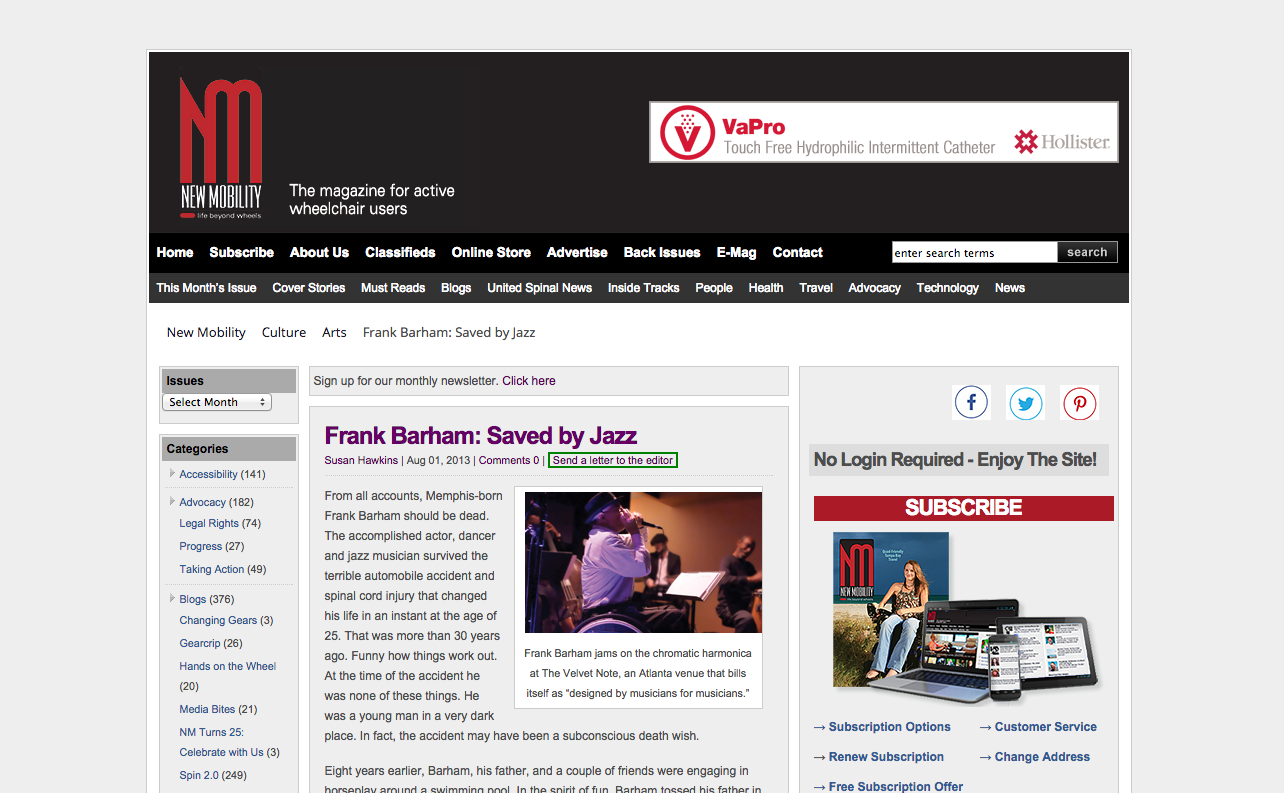 NEW MOBILITY
life beyond wheels
The magazine for active
wheelchair users
VaPro
Touch Free Hydrophilic Intermittent Catheter
Hollister
Home Subscribe About Us Classifieds Online Store Advertise Back Issues E-Mag Contact
enter search terms search
This Month's Issue Cover Stories Must Reads Blogs United Spinal News Inside Tracks People Health Travel Advocacy Technology News
New Mobility Culture Arts Frank Barham: Saved by Jazz
Issues
Select Month
Categories
Accessibility (141)
Advocacy (182)
Legal Rights (74)
Progress (27)
Taking Action (49)
Blogs (376)
Changing Gears (3)
Gearcrip (26)
Hands on the Wheel
(20)
Media Bites (21)
NM Turns 25:
Celebrate with Us (3)
Spin 2.0 (249)
Sign up for our monthly newsletter. Click here
Frank Barham: Saved by Jazz
Susan Hawkins | Aug 01, 2013 | Comments 0 | Send a letter to the editor
From all accounts, Memphis-born
Frank Barham should be dead.
The accomplished actor, dancer
and jazz musician survived the
terrible automobile accident and
spinal cord injury that changed
his life in an instant at the age of
25. That was more than 30 years
ago. Funny how things work out.
At the time of the accident he
was none of these things. He
was a young man in a very dark
place. In fact, the accident may have been a subconscious death wish.
Frank Barham jams on the chromatic harmonica
at The Velvet Note, an Atlanta venue that bills
itself as “designed by musicians for musicians.”
Eight years earlier, Barham, his father, and a couple of friends were engaging in
horseplay around a swimming pool. In the spirit of fun, Barham tossed his father in
No Login Required - Enjoy The Site!
SUBSCRIBE
NM
NEW MOBILITY
→ Subscription Options → Customer Service
→ Renew Subscription → Change Address
→ Free Subscription Offer